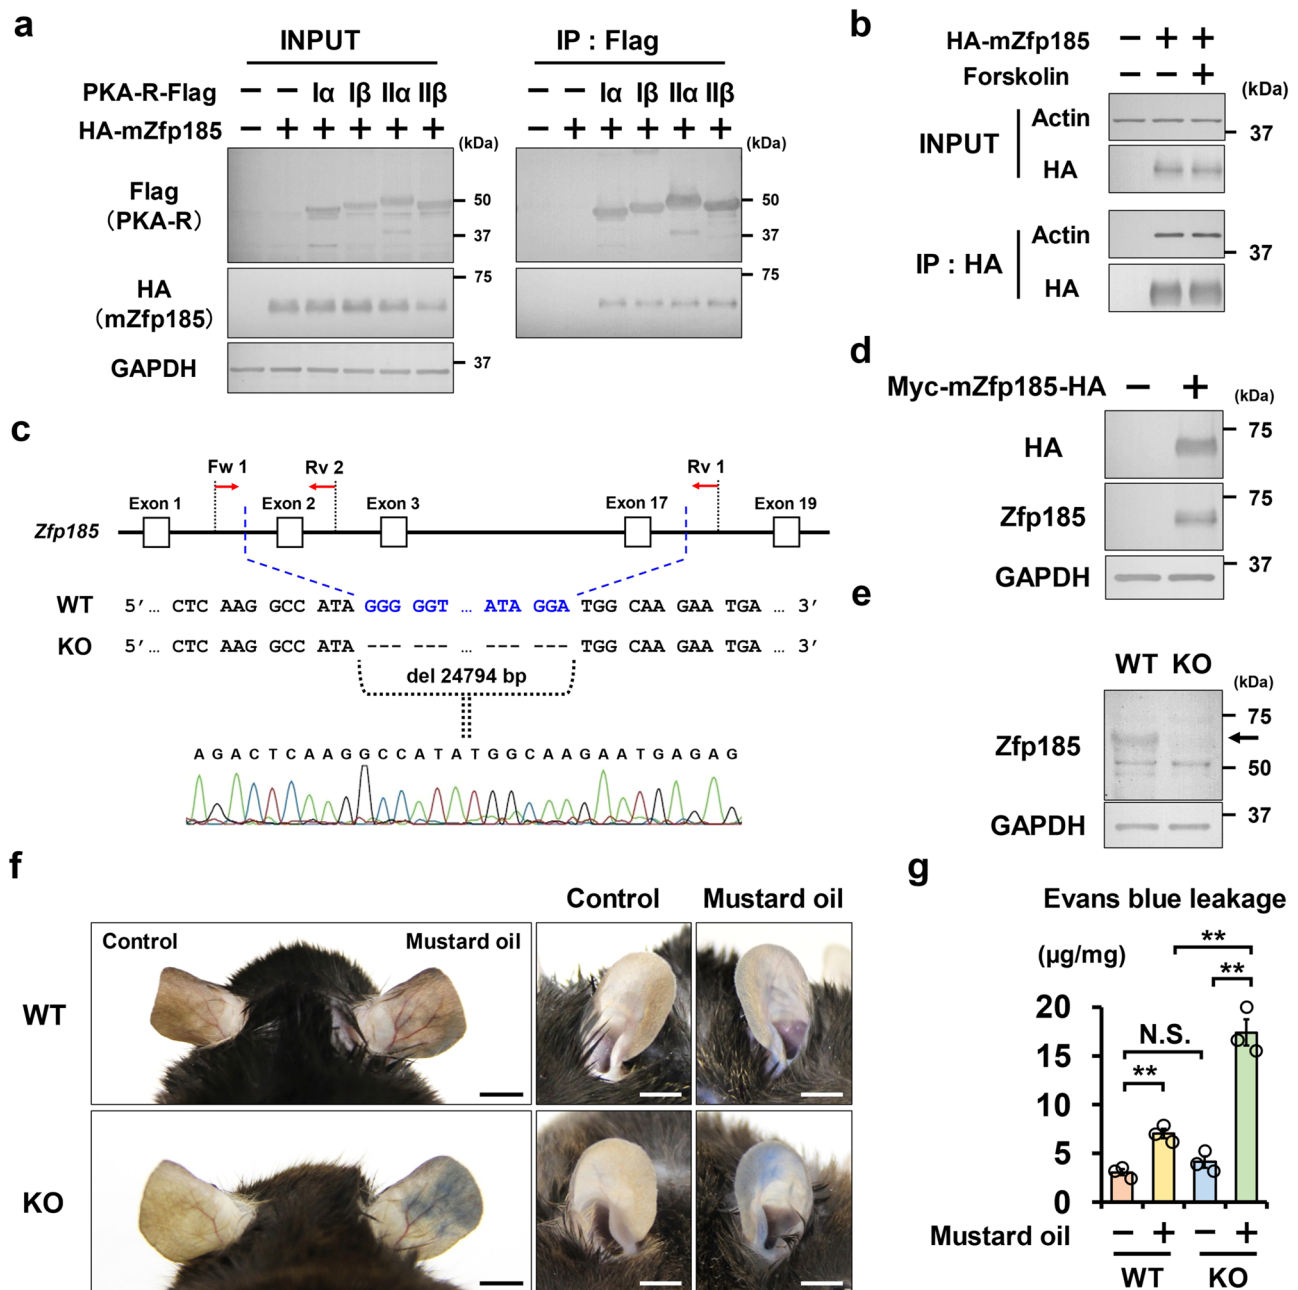 a
INPUT
IP : Flag
PKA-R-Flag − − Iα Iβ IIα IIβ Iα Iβ IIα IIβ
HA-mZfp185 − + + + + + − + + + + +
(kDa)
(kDa)
Flag
(PKA-R)
50
37
50
37
HA
(mZfp185)
75
75
GAPDH
37
b
HA-mZfp185 − + +
Forskolin − − +
(kDa)
INPUT
Actin
37
HA
IP : HA
Actin
37
HA
c
Fw 1
Rv 2
Rv 1
Exon 1
Exon 2
Exon 3
Exon 17
Exon 19
Zfp185
WT 5′ … CTC AAG GCC ATA GGG GGT … ATA GGA TGG CAA GAA TGA … 3′
KO 5′ … CTC AAG GCC ATA --- --- … --- --- TGG CAA GAA TGA … 3′
del 24794 bp
A G A C T C A A G G C C A T A T G G C A A G A A T G A G A G
d
Myc-mZfp185-HA − +
(kDa)
HA
75
Zfp185
75
GAPDH
37
e
WT KO
(kDa)
Zfp185
75
50
GAPDH
37
f
Control
Mustard oil
Control
Mustard oil
WT
KO
g
Evans blue leakage
(μg/mg)
**
**
N.S.
**
20
15
10
5
0
Mustard oil − + − +
WT
KO